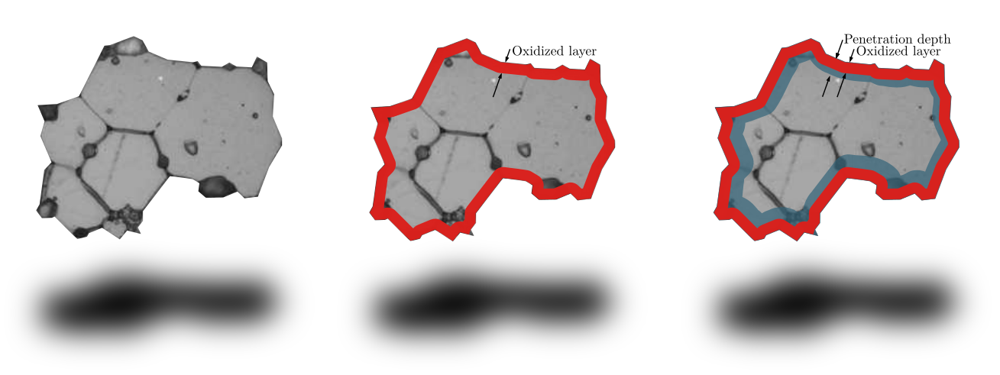 Oxidized layer
Penetration depth
Oxidized layer